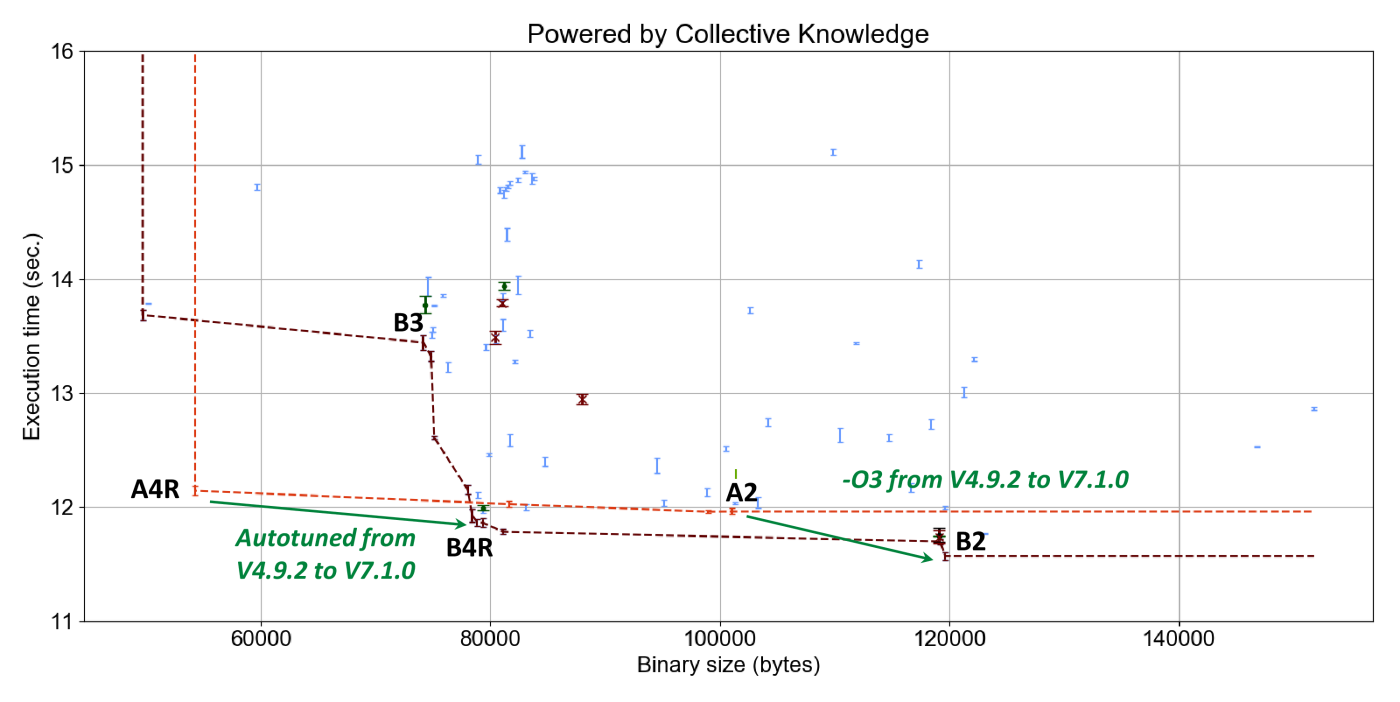 Powered by Collective Knowledge
16
15
14
13
12
11
Execution time (sec.)
B3
A4R
A2
-O3 from V4.9.2 to V7.1.0
Autotuned from
V4.9.2 to V7.1.0
B4R
B2
60000
80000
100000
120000
140000
Binary size (bytes)